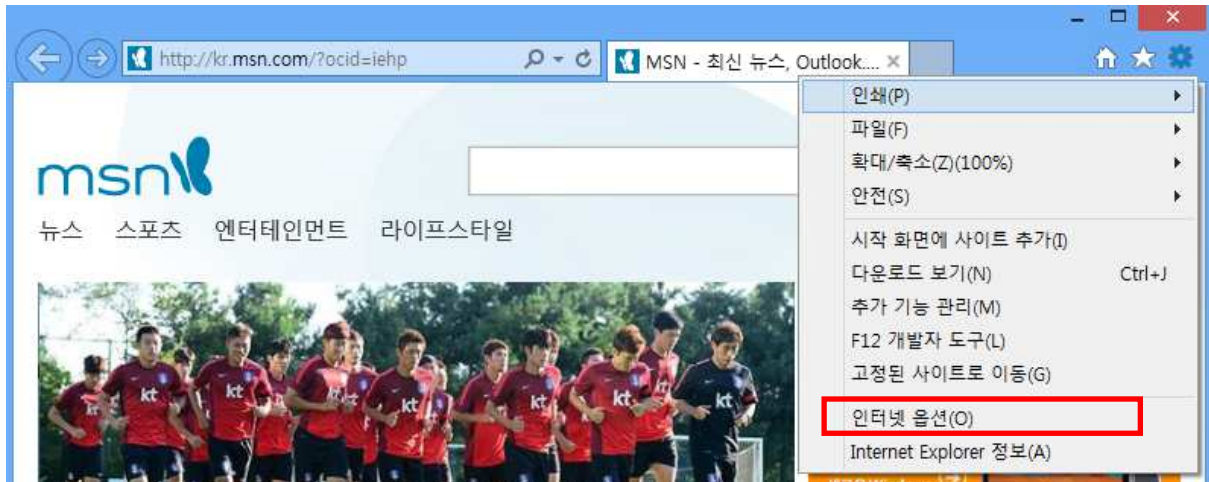 http://kr.msn.com/?ocid=iehp
MSN - 최신 뉴스, Outlook....
msn
뉴스 스포츠 엔터테인먼트 라이프스타일
인쇄(P)
파일(F)
확대/축소(Z)(100%)
안전(S)
시작 화면에 사이트 추가(I)
다운로드 보기(N) Ctrl+J
추가 기능 관리(M)
F12 개발자 도구(L)
고정된 사이트로 이동(G)
인터넷 옵션(O)
Internet Explorer 정보(A)
kt
kt
kt
kt
kt
kt